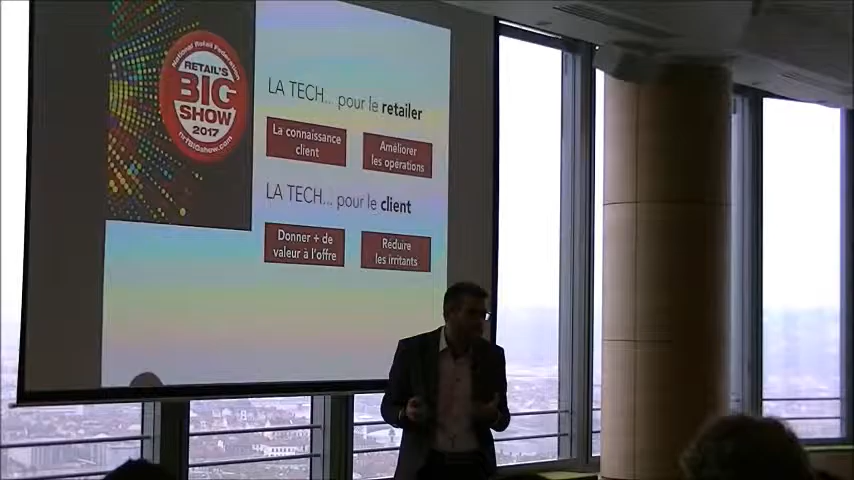 National Retail Federation
RETAIL'S
BIG
SHOW
2017
nrfBIGshow.com
LA TECH... pour le retailer
La connaissance
client
Améliorer
les opérations
LA TECH... pour le client
Donner + de
valeur à l'offre
Réduire
les irritants